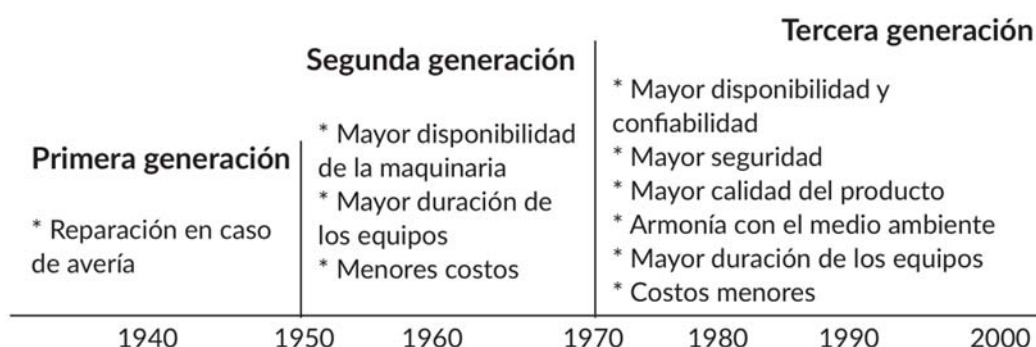 Primera generación
* Reparación en caso
de avería
Segunda generación
* Mayor disponibilidad
de la maquinaria
* Mayor duración de
los equipos
* Menores costos
Tercera generación
* Mayor disponibilidad y
confiabilidad
* Mayor seguridad
* Mayor calidad del producto
* Armonía con el medio ambiente
* Mayor duración de los equipos
* Costos menores
1940 1950 1960 1970 1980 1990 2000